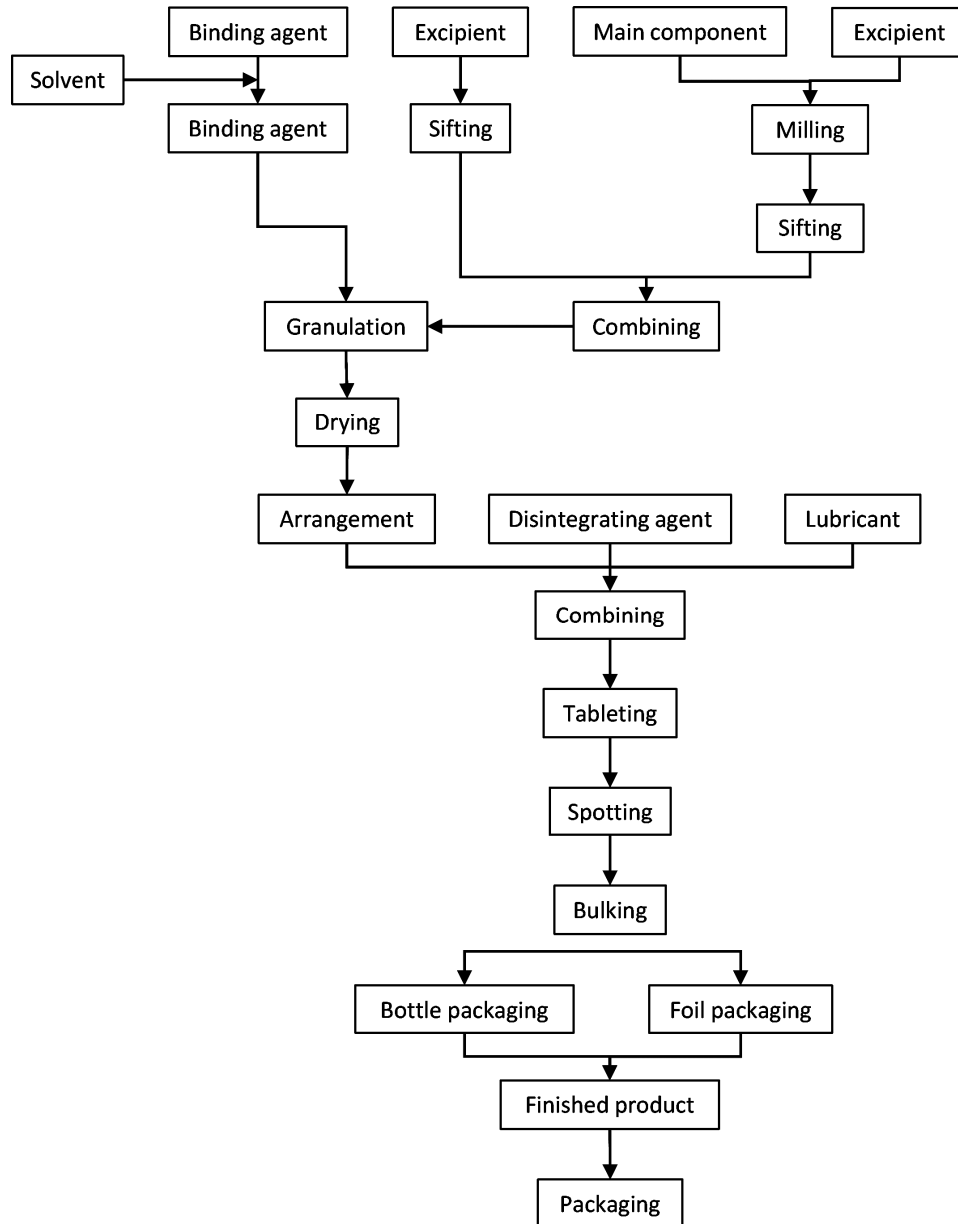 Binding agent
Excipient
Main component
Excipient
Solvent
Binding agent
Sifting
Milling
Sifting
Granulation
Combining
Drying
Arrangement
Disintegrating agent
Lubricant
Combining
Tableting
Spotting
Bulking
Bottle packaging
Foil packaging
Finished product
Packaging